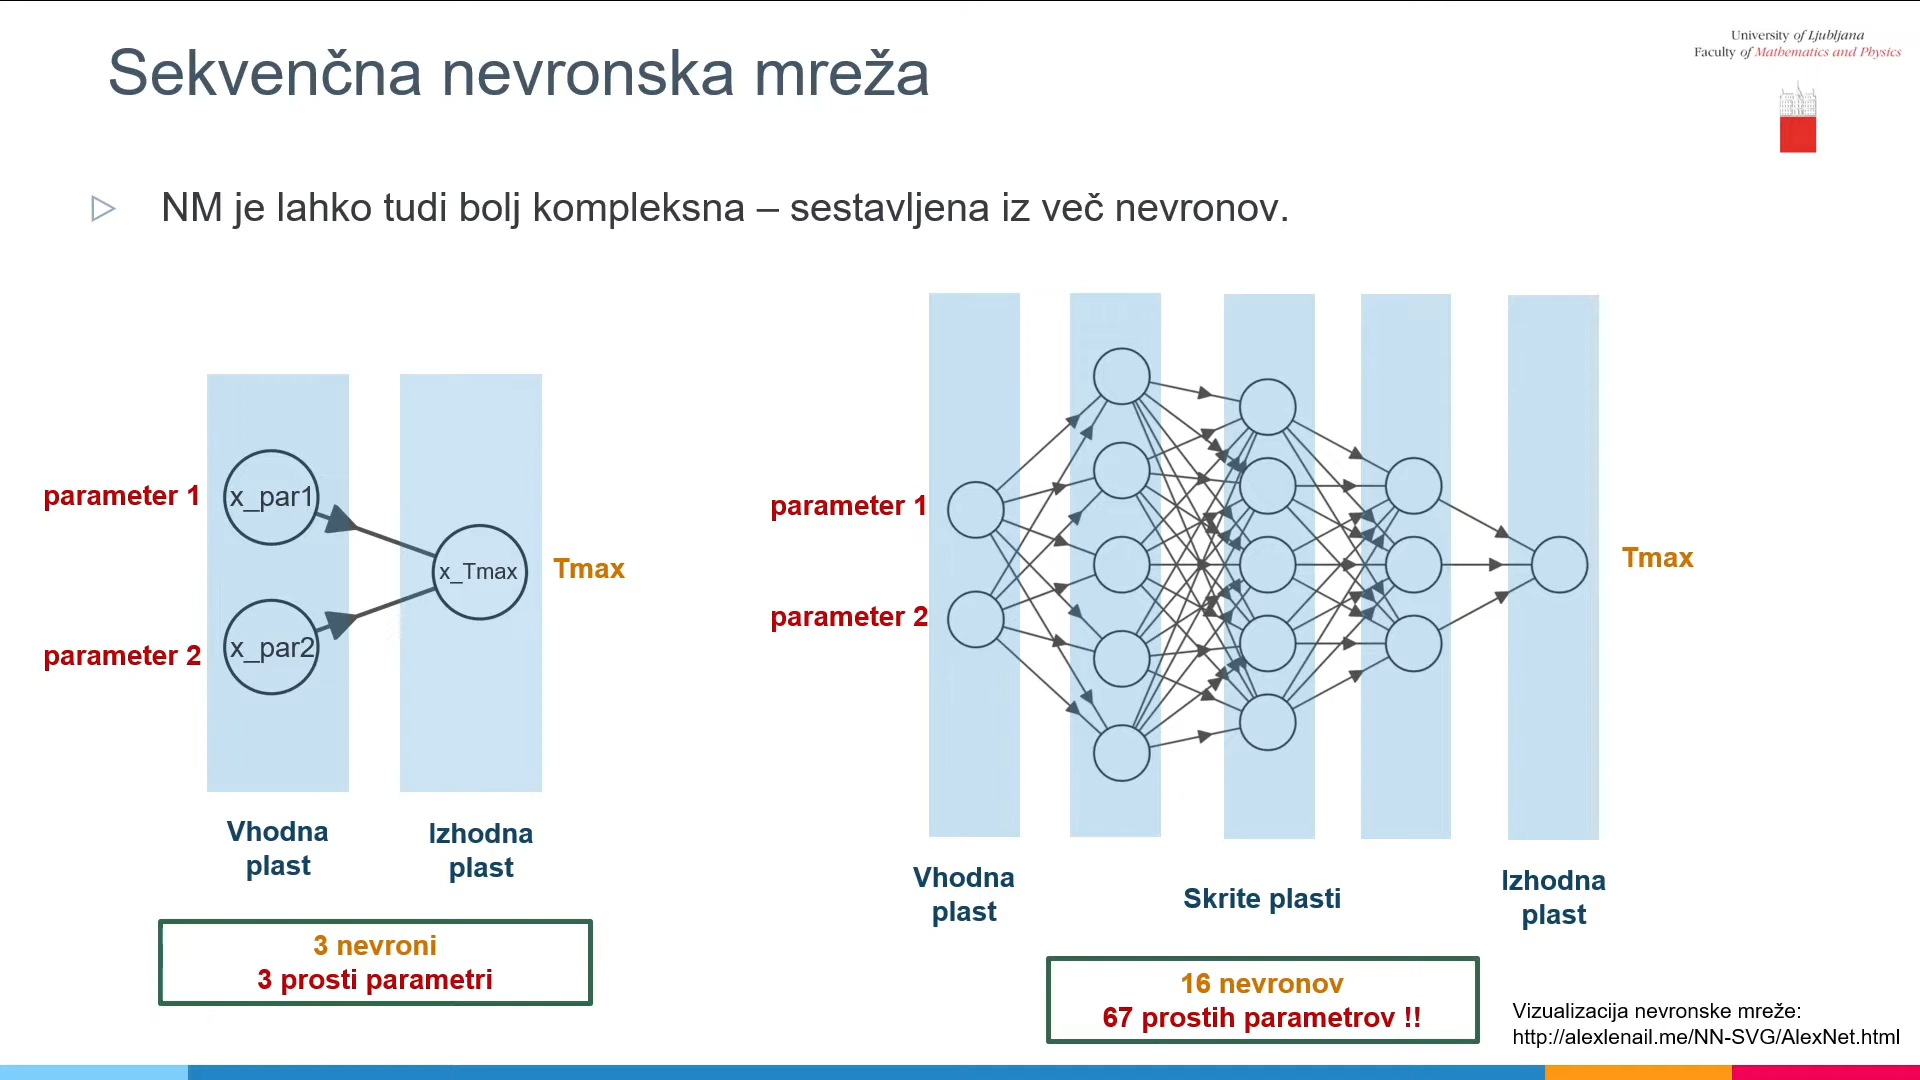 Sekvenčna nevronska mreža
University of Ljubljana
Faculty of Mathematics and Physics
NM je lahko tudi bolj kompleksna – sestavljena iz več nevronov.
parameter 1
x_par1
x_Tmax
Tmax
parameter 2
x_par2
Vhodna
plast
Izhodna
plast
3 nevroni
3 prosti parametri
parameter 1
parameter 2
Tmax
Vhodna
plast
Skrite plasti
Izhodna
plast
16 nevronov
67 prostih parametrov !!
Vizualizacija nevronske mreže:
http://alexlenail.me/NN-SVG/AlexNet.html